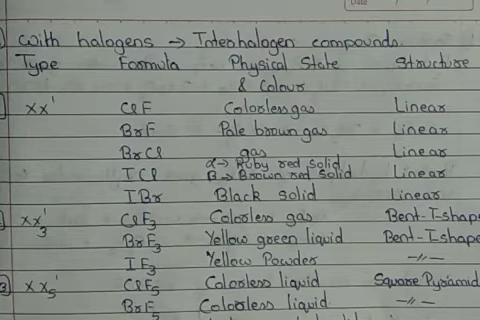 Date
with halogens → Interhalogen compounds.
Type Formula Physical State Structure
& Colour
XX' ClF Colorless gas Linear
BrF Pale brown gas Linear
BrCl gas Linear
ICl α→ Ruby red solid Linear
β→ Brown red solid
IBr Black solid Linear
XX'3 ClF3 Colorless gas Bent-T-shape
BrF3 Yellow green liquid Bent-T-shape
IF3 Yellow Powder -〃-
3 XX5' ClF5 Colorless liquid Square Pyramid
BrF5 Colorless liquid -〃-